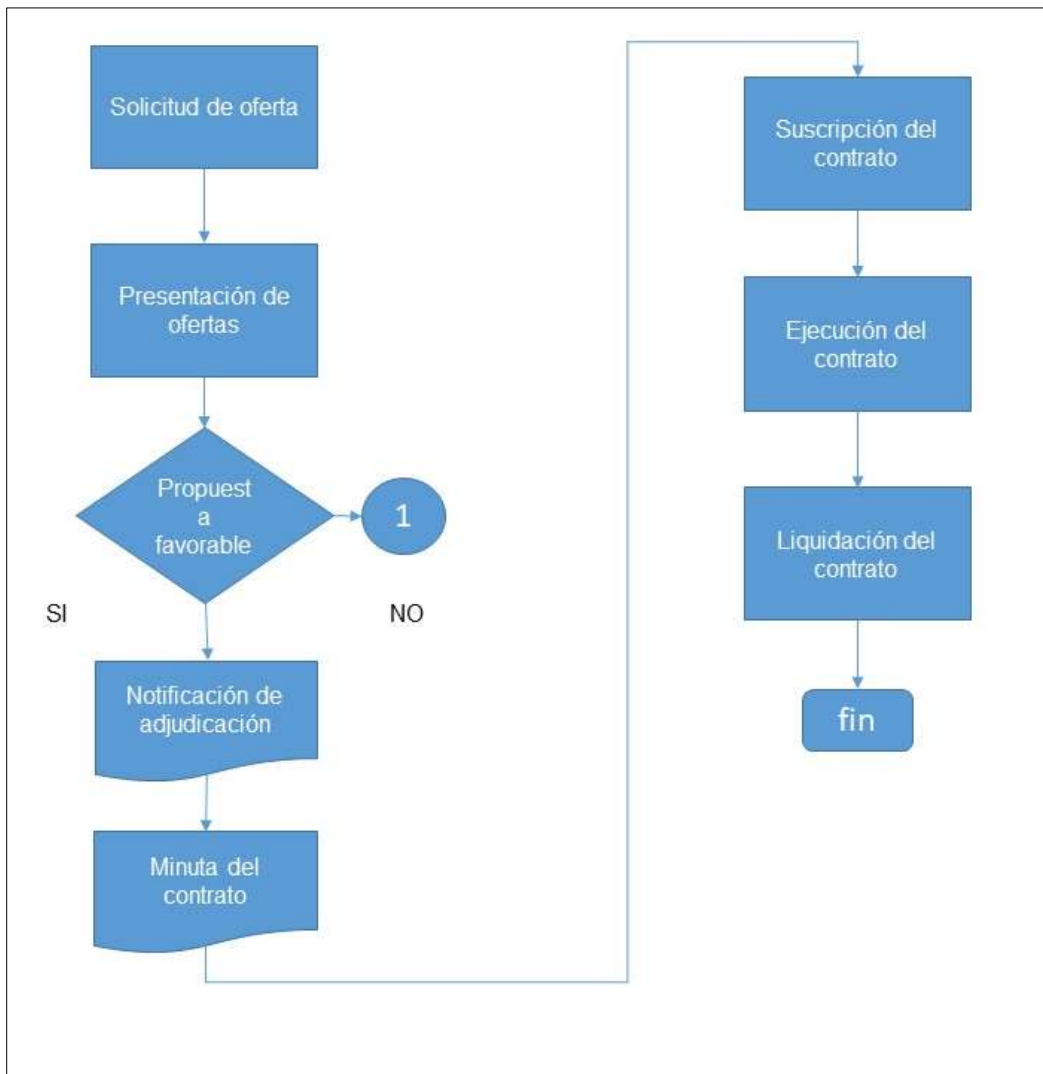 Solicitud de oferta
Presentación de
ofertas
Propuest
a
favorable
1
SI
NO
Notificación de
adjudicación
Minuta del
contrato
Suscripción del
contrato
Ejecución del
contrato
Liquidación del
contrato
fin